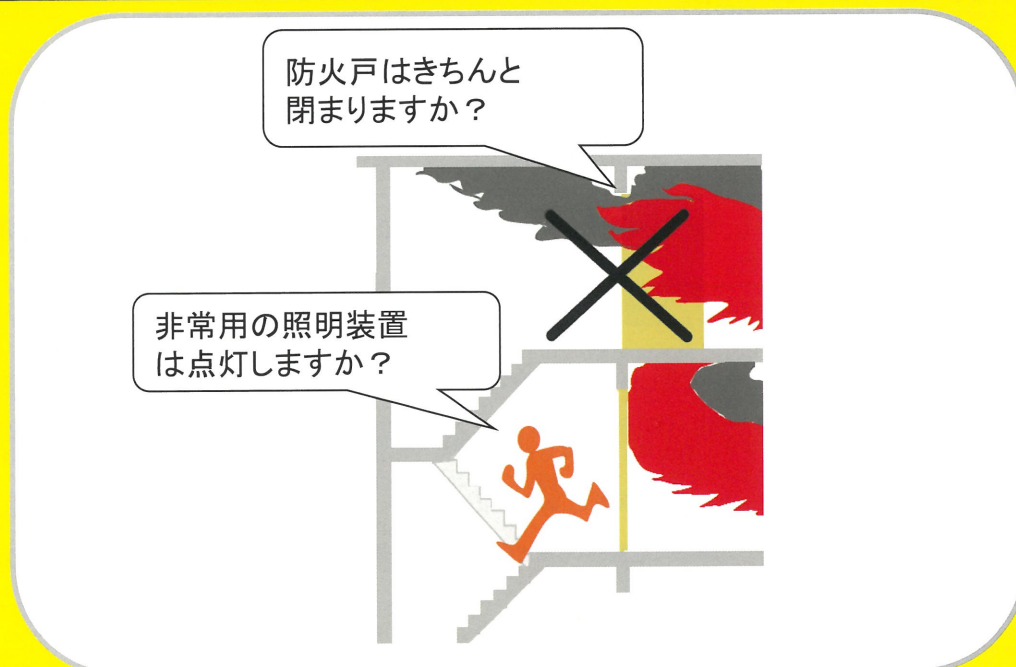 防火戸はきちんと
閉まりますか？
非常用の照明装置
は点灯しますか？